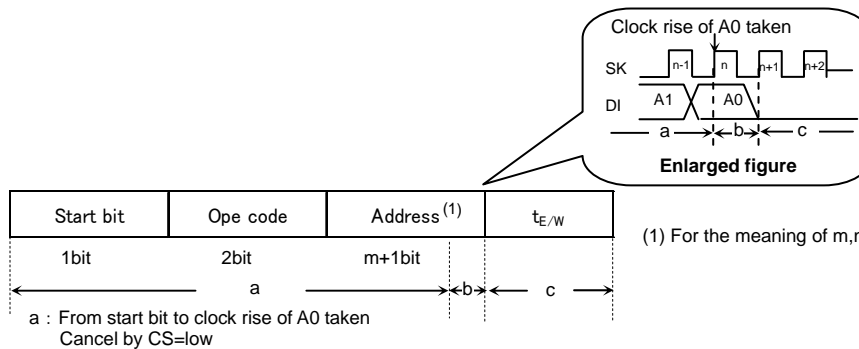 Clock rise of A0 taken
n-1 n n+1 n+2
SK
DI A1 A0
a b c
Enlarged figure
Start bit Ope code Address(1) tE/W
(1) For the meaning of m,n
1bit 2bit m+1bit
a b c
a : From start bit to clock rise of A0 taken
Cancel by CS=low